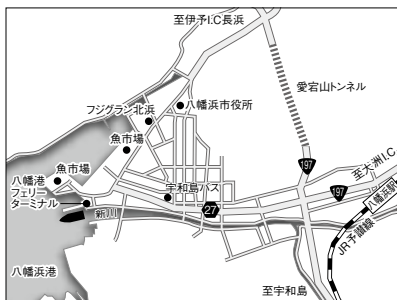 至伊予I.C長浜
愛宕山トンネル
八幡浜市役所
フジグラン北浜
魚市場
至大洲I.C
197
魚市場
197
八幡浜駅
八幡港
フェリー
ターミナル
宇和島バス
27
新川
JR予讃線
八幡浜港
至宇和島